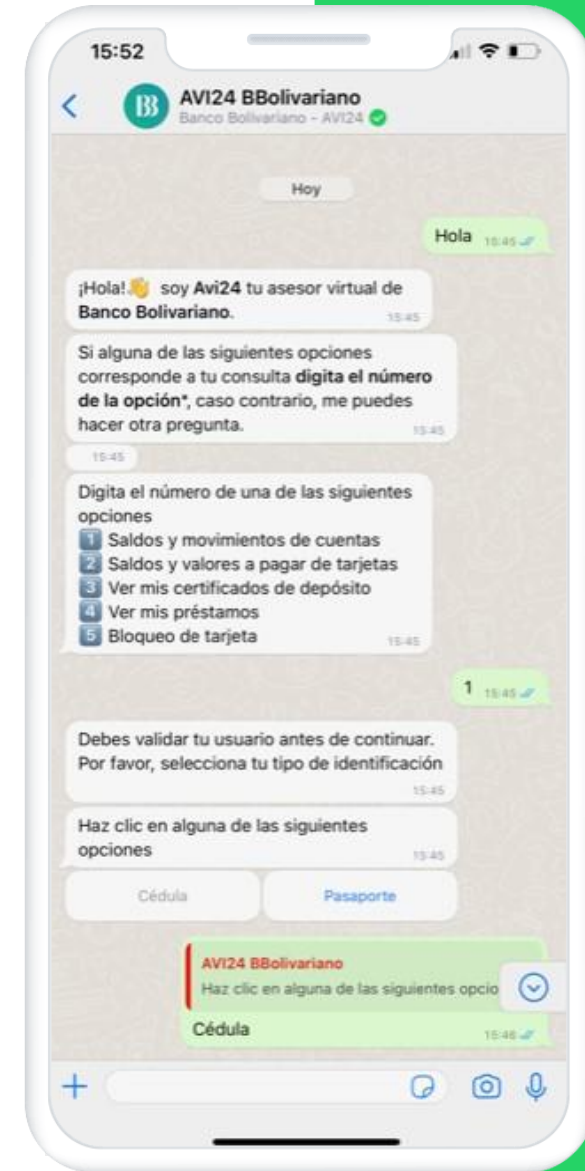 15:52
BB
AVI24 BBolivariano
Banco Bolivariano - AVI24
Hoy
Hola 15:45
¡Hola!👋 soy Avi24 tu asesor virtual de
Banco Bolivariano.
15:45
Si alguna de las siguientes opciones
corresponde a tu consulta digita el número
de la opción*, caso contrario, me puedes
hacer otra pregunta.
15:45
15:45
Digita el número de una de las siguientes
opciones
1 Saldos y movimientos de cuentas
2 Saldos y valores a pagar de tarjetas
3 Ver mis certificados de depósito
4 Ver mis préstamos
5 Bloqueo de tarjeta
15:45
1 15:45
Debes validar tu usuario antes de continuar.
Por favor, selecciona tu tipo de identificación
15:45
Haz clic en alguna de las siguientes
opciones
15:45
Cédula
Pasaporte
AVI24 BBolivariano
Haz clic en alguna de las siguientes opcio
Cédula
15:46